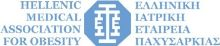 HELLENIC
MEDICAL
ASSOCIATION
FOR OBESITY
ΕΛΛΗΝΙΚΗ
ΙΑΤΡΙΚΗ
ΕΤΑΙΡΕΙΑ
ΠΑΧΥΣΑΡΚΙΑΣ